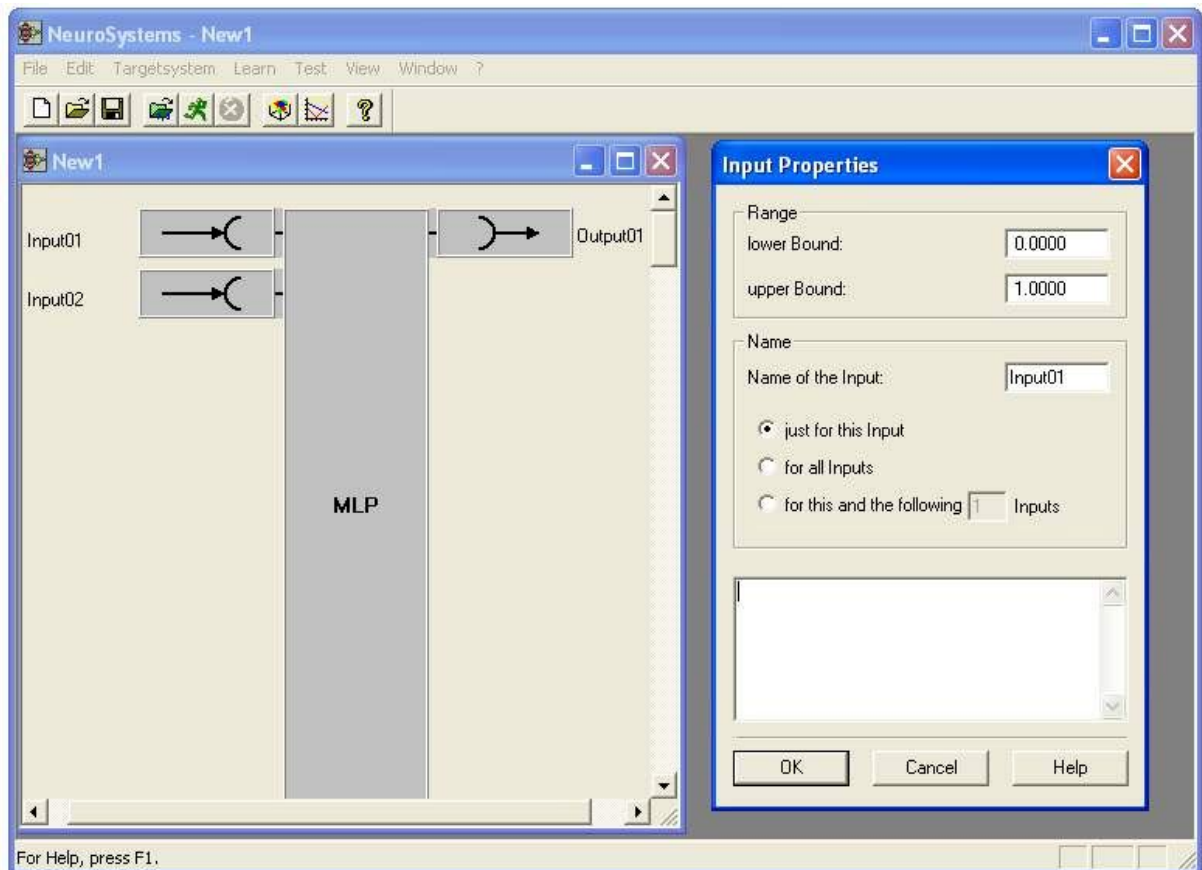 NeuroSystems - New1
File Edit Targetsystem Learn Test View Window ?
New1
Input01
Output01
Input02
MLP
Input Properties
Range
lower Bound: 0.0000
upper Bound: 1.0000
Name
Name of the Input: Input01
just for this Input
for all Inputs
for this and the following 1 Inputs
OK Cancel Help
For Help, press F1.